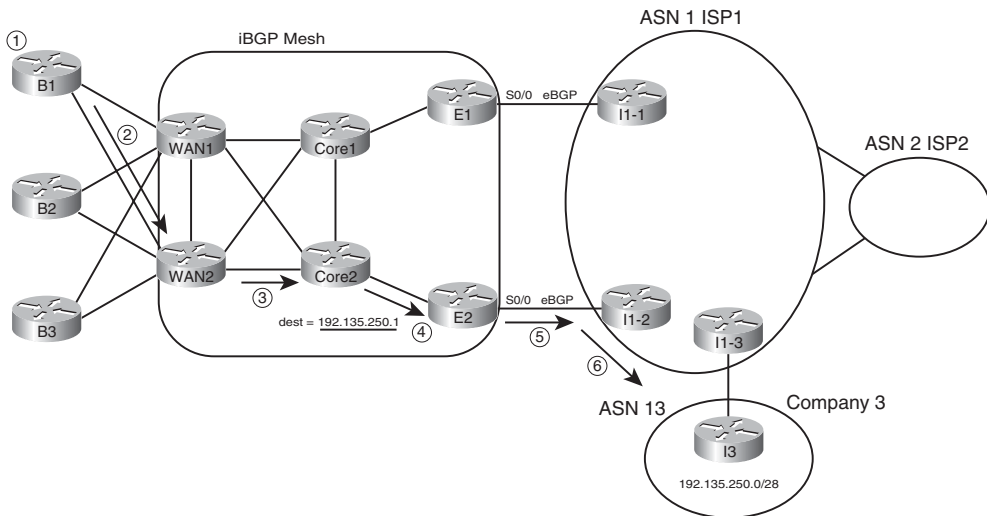 ASN 1 ISP1
iBGP Mesh
1
B1
E1
S0/0 eBGP
I1-1
2
WAN1
Core1
ASN 2 ISP2
B2
WAN2
Core2
3
dest = 192.135.250.1
4
B3
E2
S0/0 eBGP
I1-2
5
I1-3
6
ASN 13
Company 3
I3
192.135.250.0/28